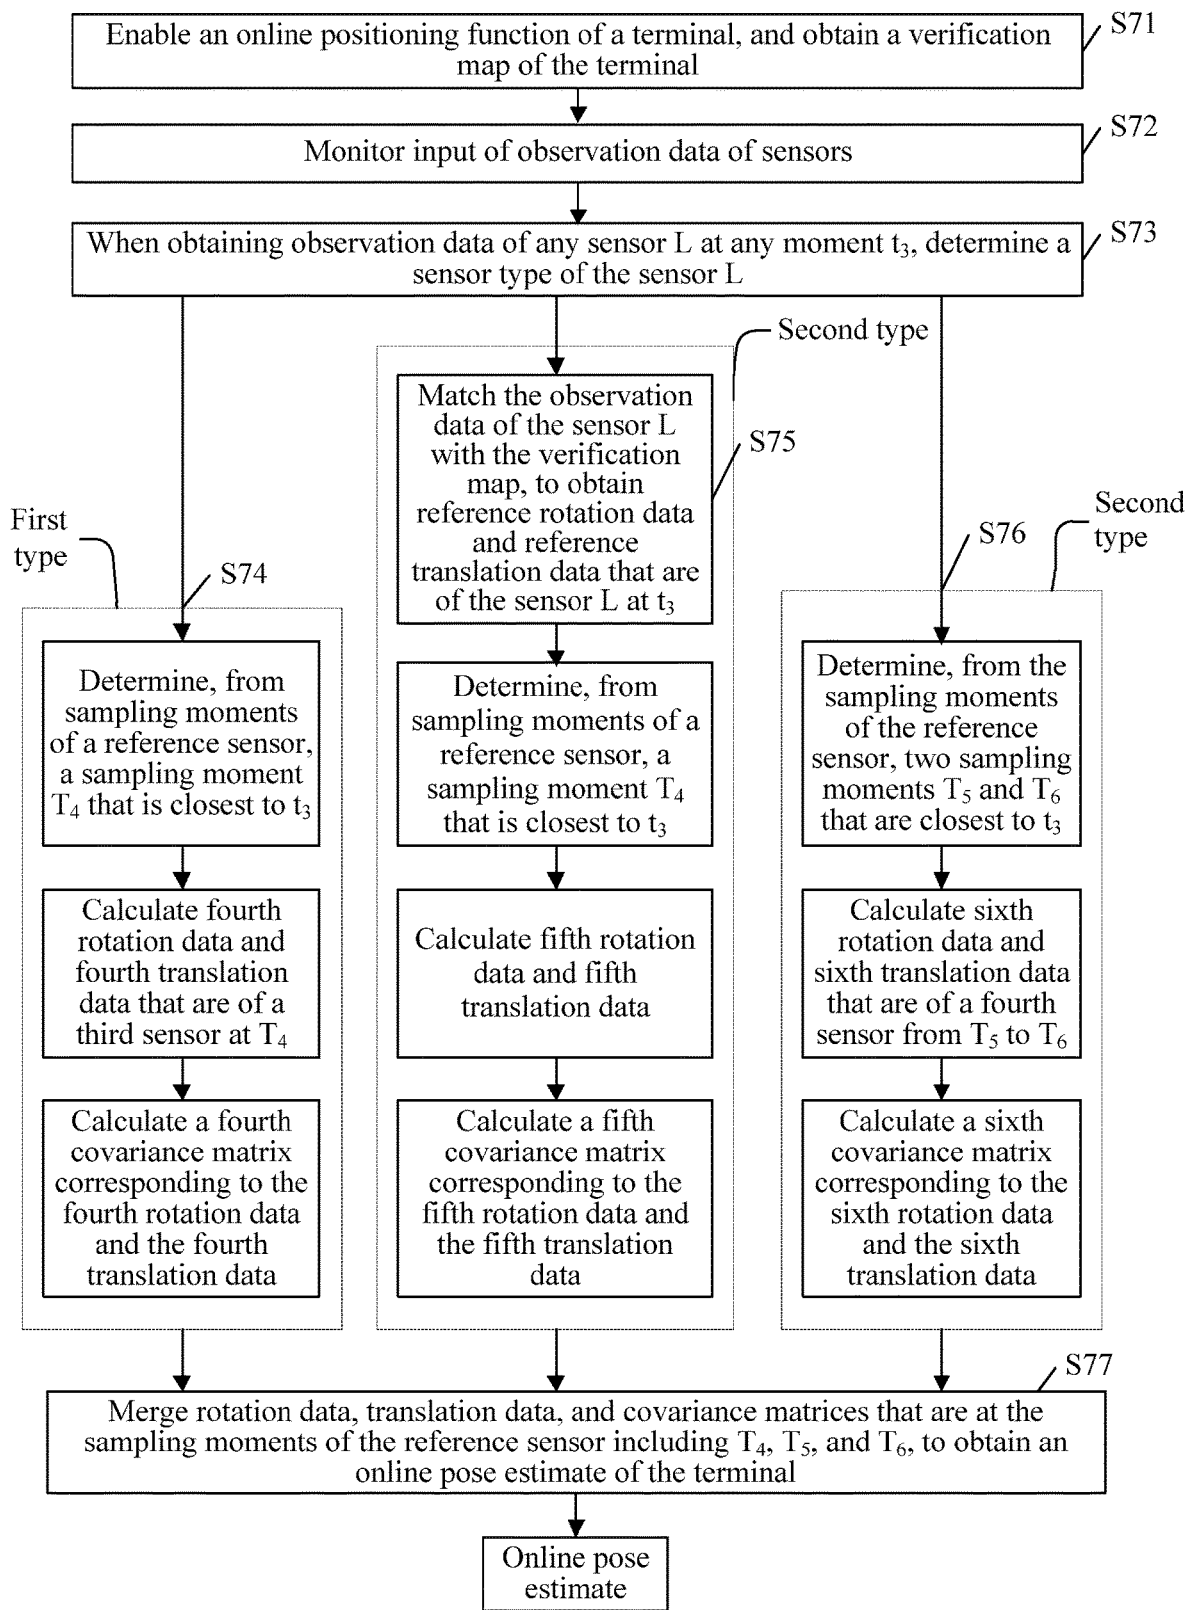 Enable an online positioning function of a terminal, and obtain a verification
map of the terminal
S71
Monitor input of observation data of sensors
S72
When obtaining observation data of any sensor L at any moment t₃, determine a
sensor type of the sensor L
S73
Second type
Match the observation
data of the sensor L
with the verification
map, to obtain
reference rotation data
and reference
translation data that are
of the sensor L at t₃
S75
First
type
S74
S76
Second
type
Determine, from
sampling moments
of a reference sensor,
a sampling moment
T₄ that is closest to t₃
Determine, from
sampling moments of a
reference sensor, a
sampling moment T₄
that is closest to t₃
Determine, from the
sampling moments
of the reference
sensor, two sampling
moments T₅ and T₆
that are closest to t₃
Calculate fourth
rotation data and
fourth translation
data that are of a
third sensor at T₄
Calculate fifth rotation
data and fifth
translation data
Calculate sixth
rotation data and
sixth translation data
that are of a fourth
sensor from T₅ to T₆
Calculate a fourth
covariance matrix
corresponding to the
fourth rotation data
and the fourth
translation data
Calculate a fifth
covariance matrix
corresponding to the
fifth rotation data and
the fifth translation
data
Calculate a sixth
covariance matrix
corresponding to the
sixth rotation data
and the sixth
translation data
S77
Merge rotation data, translation data, and covariance matrices that are at the
sampling moments of the reference sensor including T₄, T₅, and T₆, to obtain an
online pose estimate of the terminal
Online pose
estimate